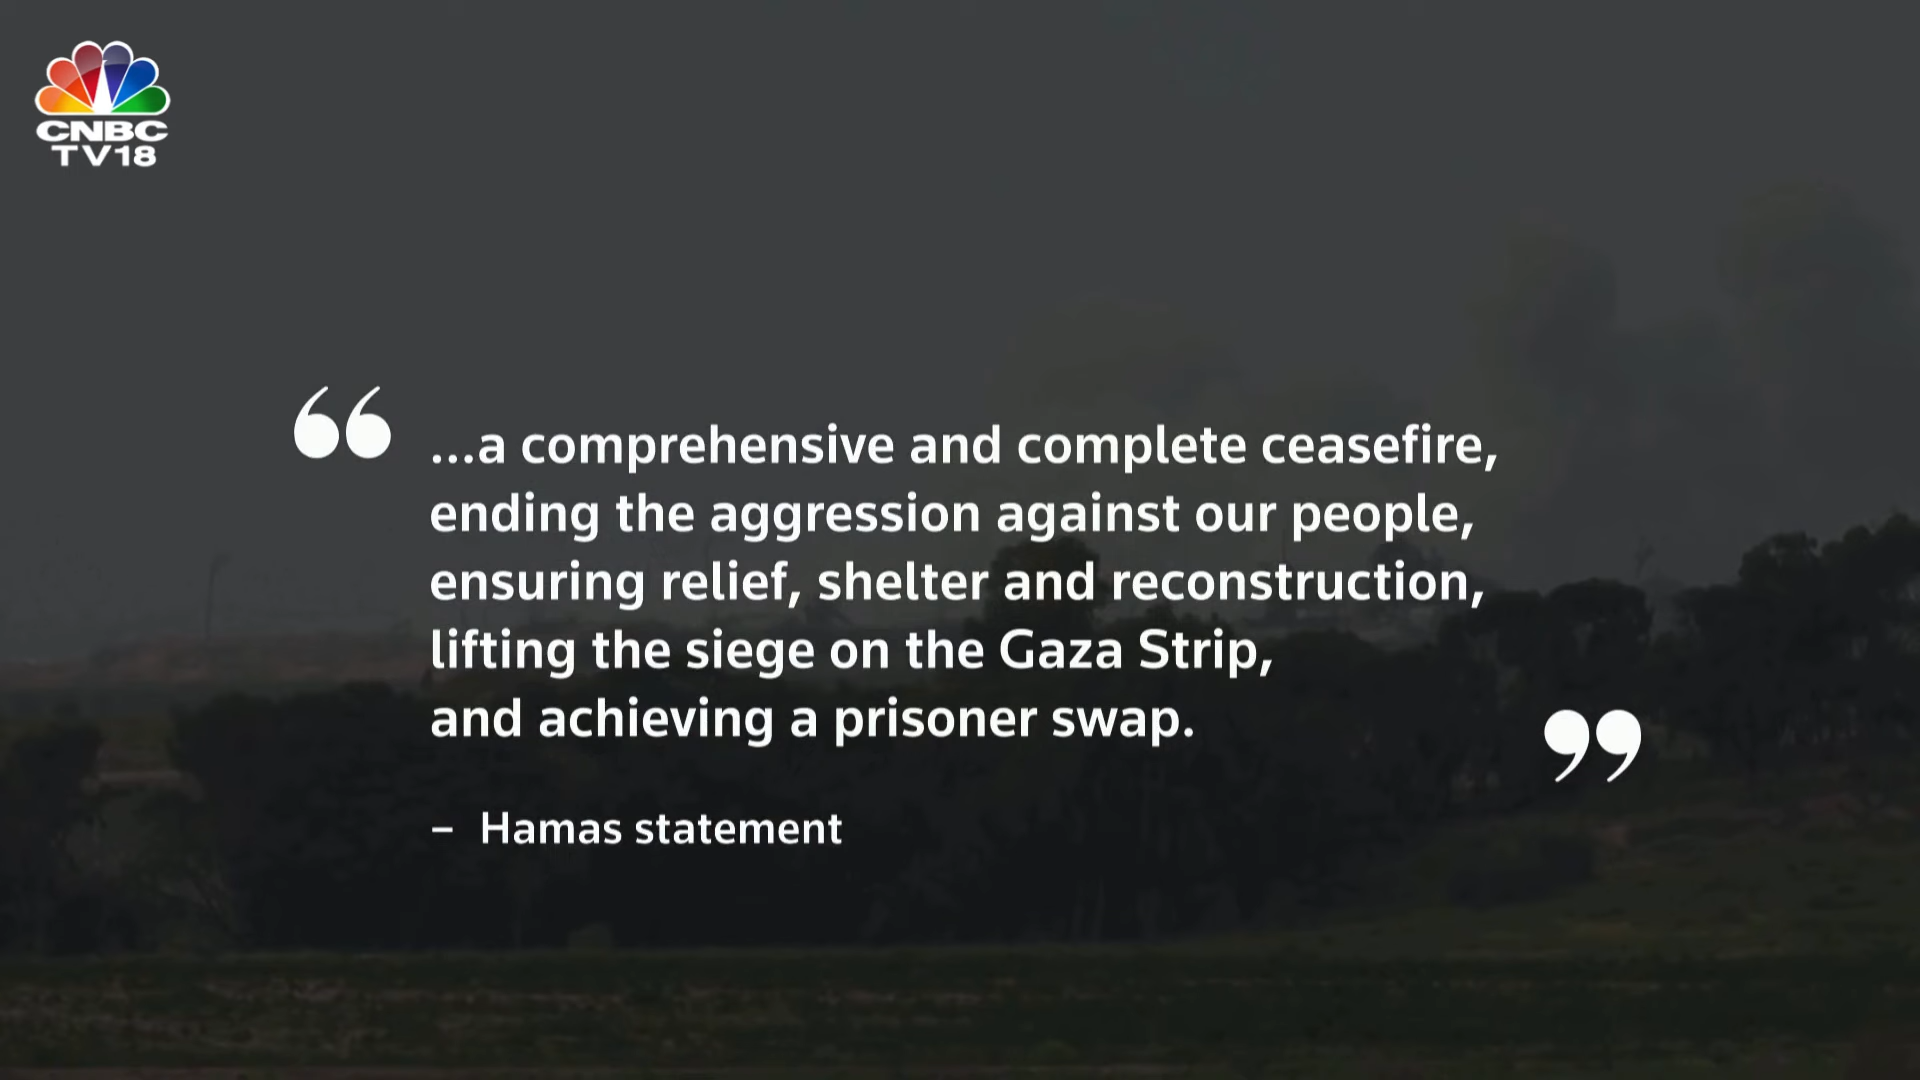 CNBC
TV18
“ ...a comprehensive and complete ceasefire,
ending the aggression against our people,
ensuring relief, shelter and reconstruction,
lifting the siege on the Gaza Strip,
and achieving a prisoner swap. ”
– Hamas statement